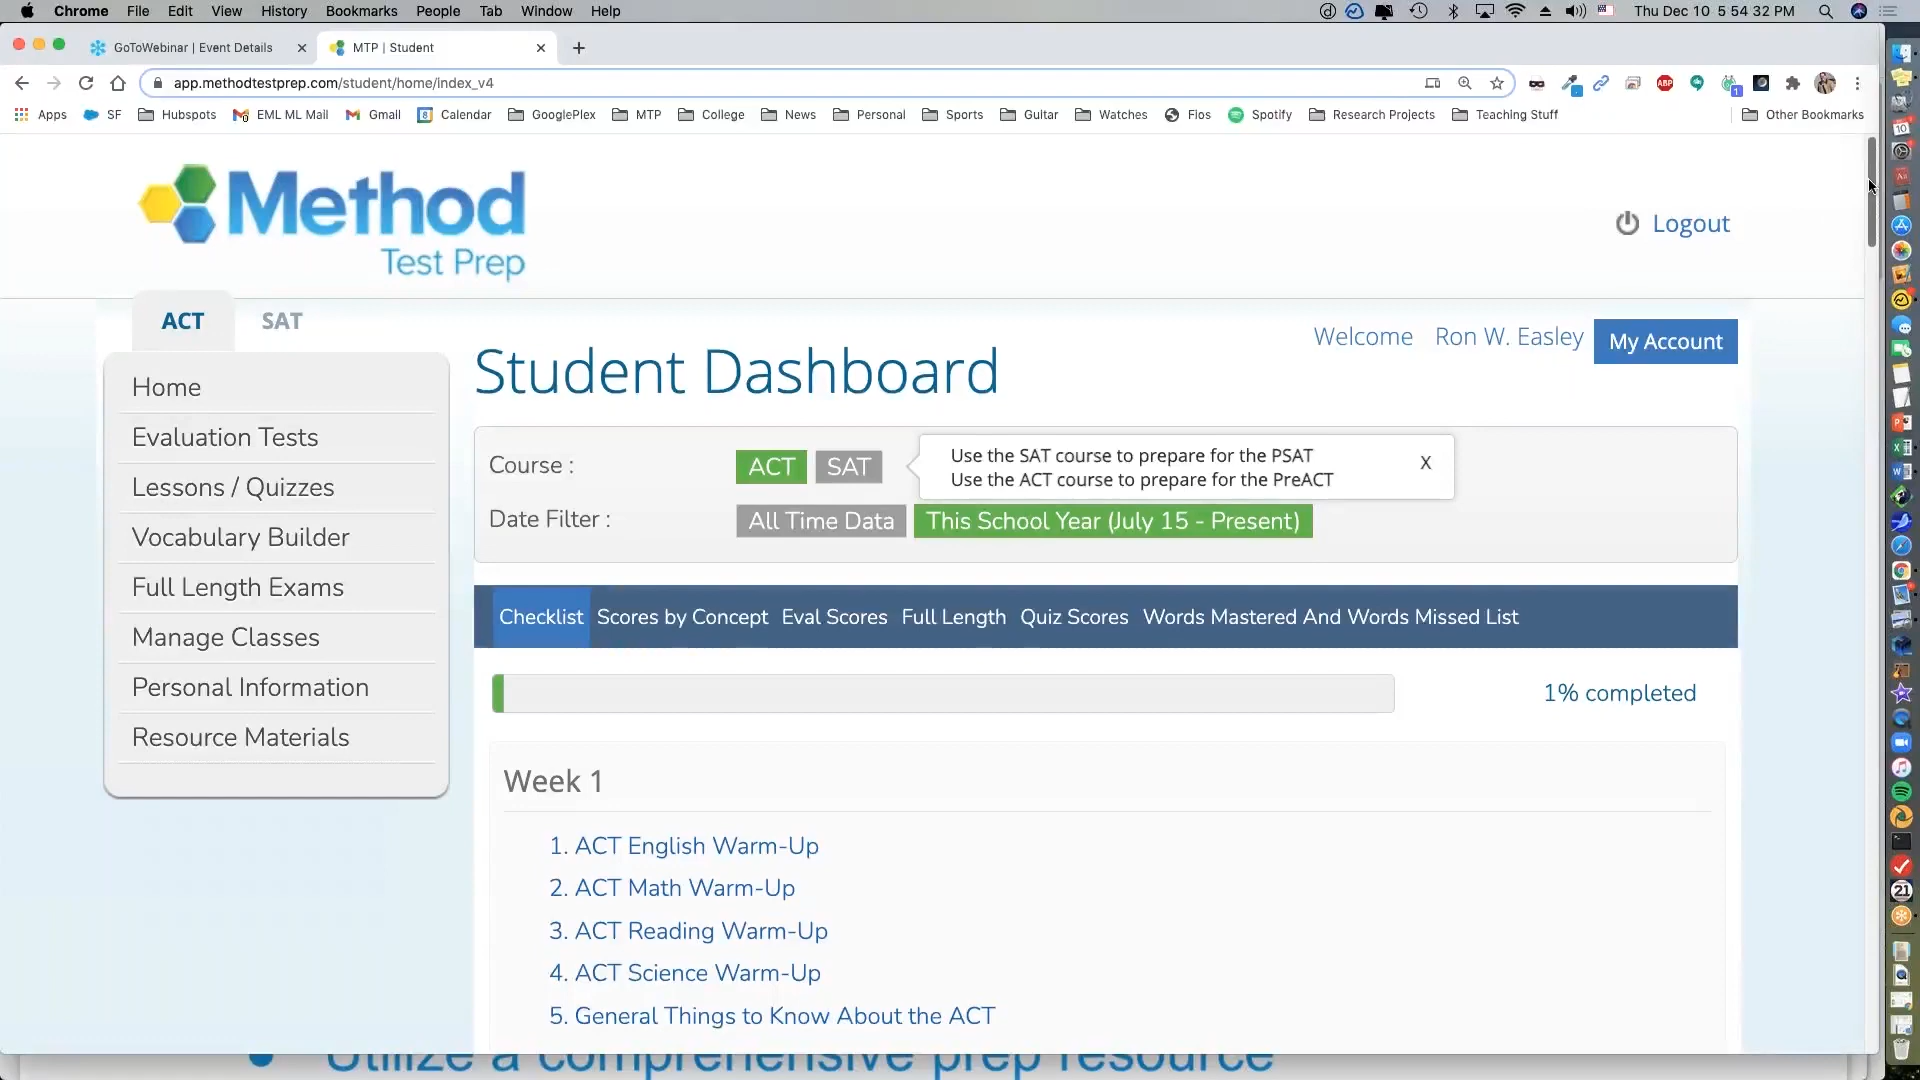 Chrome File Edit View History Bookmarks People Tab Window Help
Thu Dec 10 5 54 32 PM
GoToWebinar | Event Details
MTP | Student
app.methodtestprep.com/student/home/index_v4
Apps SF Hubspots EML ML Mail Gmail Calendar GooglePlex MTP College News Personal Sports Guitar Watches Flos Spotify Research Projects Teaching Stuff Other Bookmarks
Method
Test Prep
Logout
ACT SAT
Welcome Ron W. Easley My Account
Student Dashboard
Home
Evaluation Tests
Lessons / Quizzes
Vocabulary Builder
Full Length Exams
Manage Classes
Personal Information
Resource Materials
Course : ACT SAT
Use the SAT course to prepare for the PSAT
Use the ACT course to prepare for the PreACT
X
Date Filter : All Time Data This School Year (July 15 - Present)
Checklist Scores by Concept Eval Scores Full Length Quiz Scores Words Mastered And Words Missed List
1% completed
Week 1
1. ACT English Warm-Up
2. ACT Math Warm-Up
3. ACT Reading Warm-Up
4. ACT Science Warm-Up
5. General Things to Know About the ACT
Utilize a comprehensive prep resource